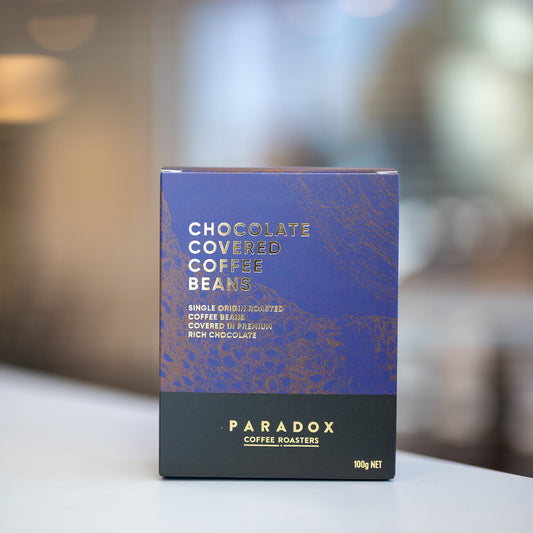 CHOCOLATE
COVERED
COFFEE
BEANS
SINGLE ORIGIN ROASTED
COFFEE BEANS
COVERED IN PREMIUM
RICH CHOCOLATE
PARADOX
COFFEE ROASTERS
100g NET